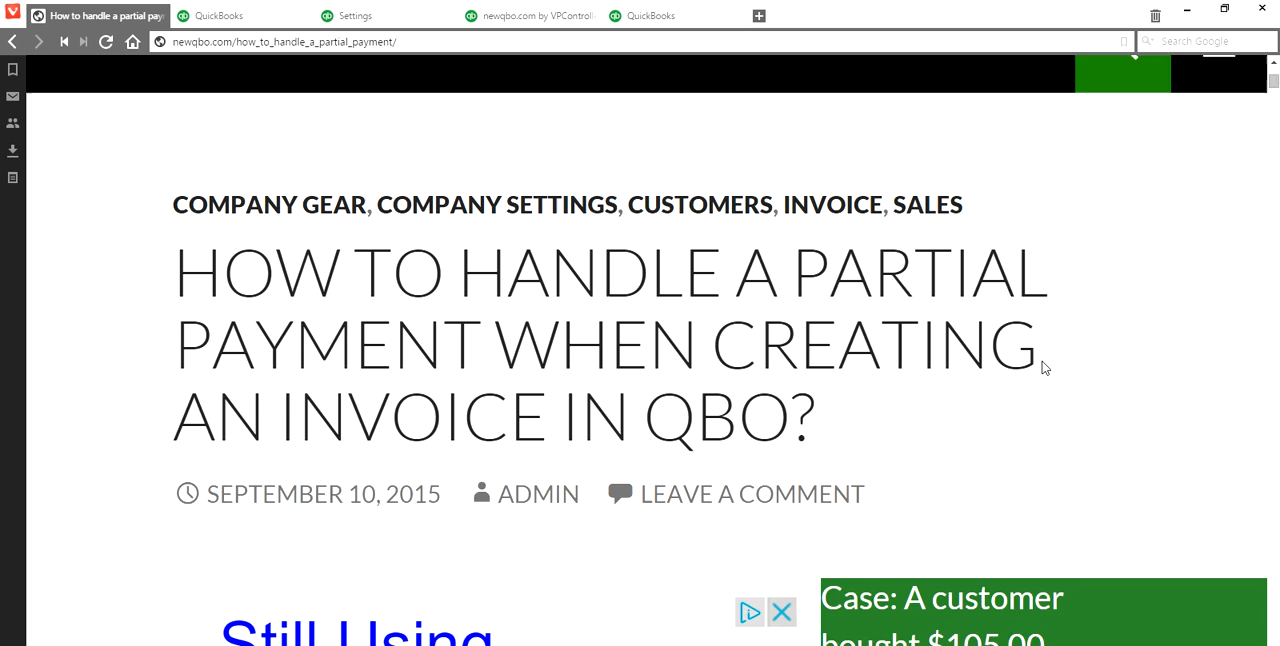 How to handle a partial pay
QuickBooks
Settings
newqbo.com by VPControll
QuickBooks
newqbo.com/how_to_handle_a_partial_payment/
Search Google
COMPANY GEAR, COMPANY SETTINGS, CUSTOMERS, INVOICE, SALES
HOW TO HANDLE A PARTIAL
PAYMENT WHEN CREATING
AN INVOICE IN QBO?
SEPTEMBER 10, 2015 ADMIN LEAVE A COMMENT
Still Using
Case: A customer
bought $105.00